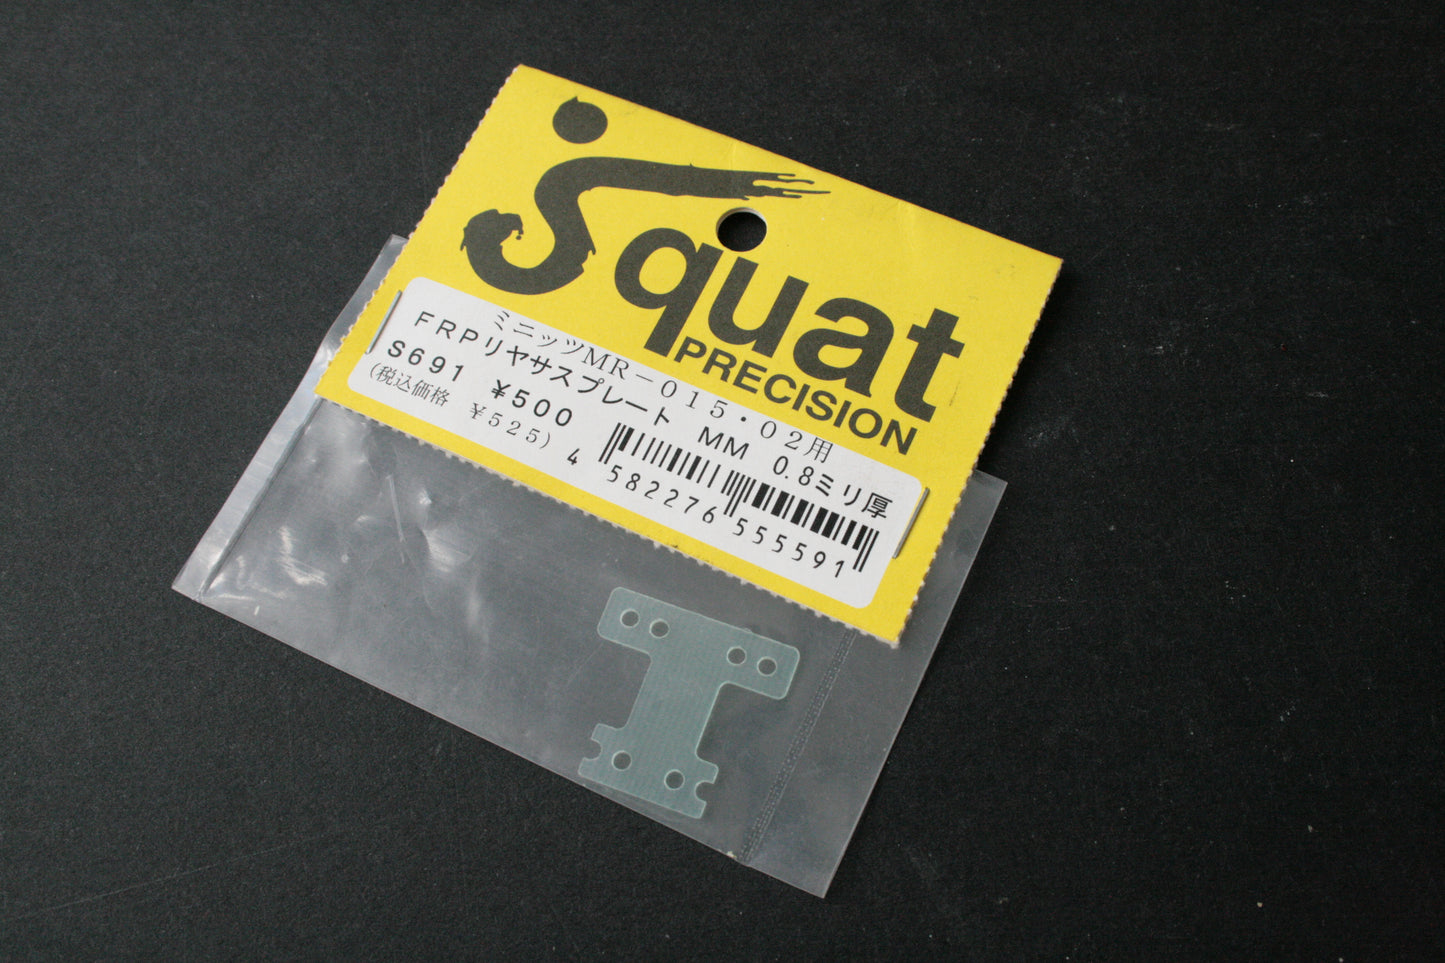 Squat
PRECISION
ミニッツMR－015・02用
FRPリヤサスプレート MM 0.8ミリ厚
S691 ¥500
(税込価格 ¥525)
4 582276 555591